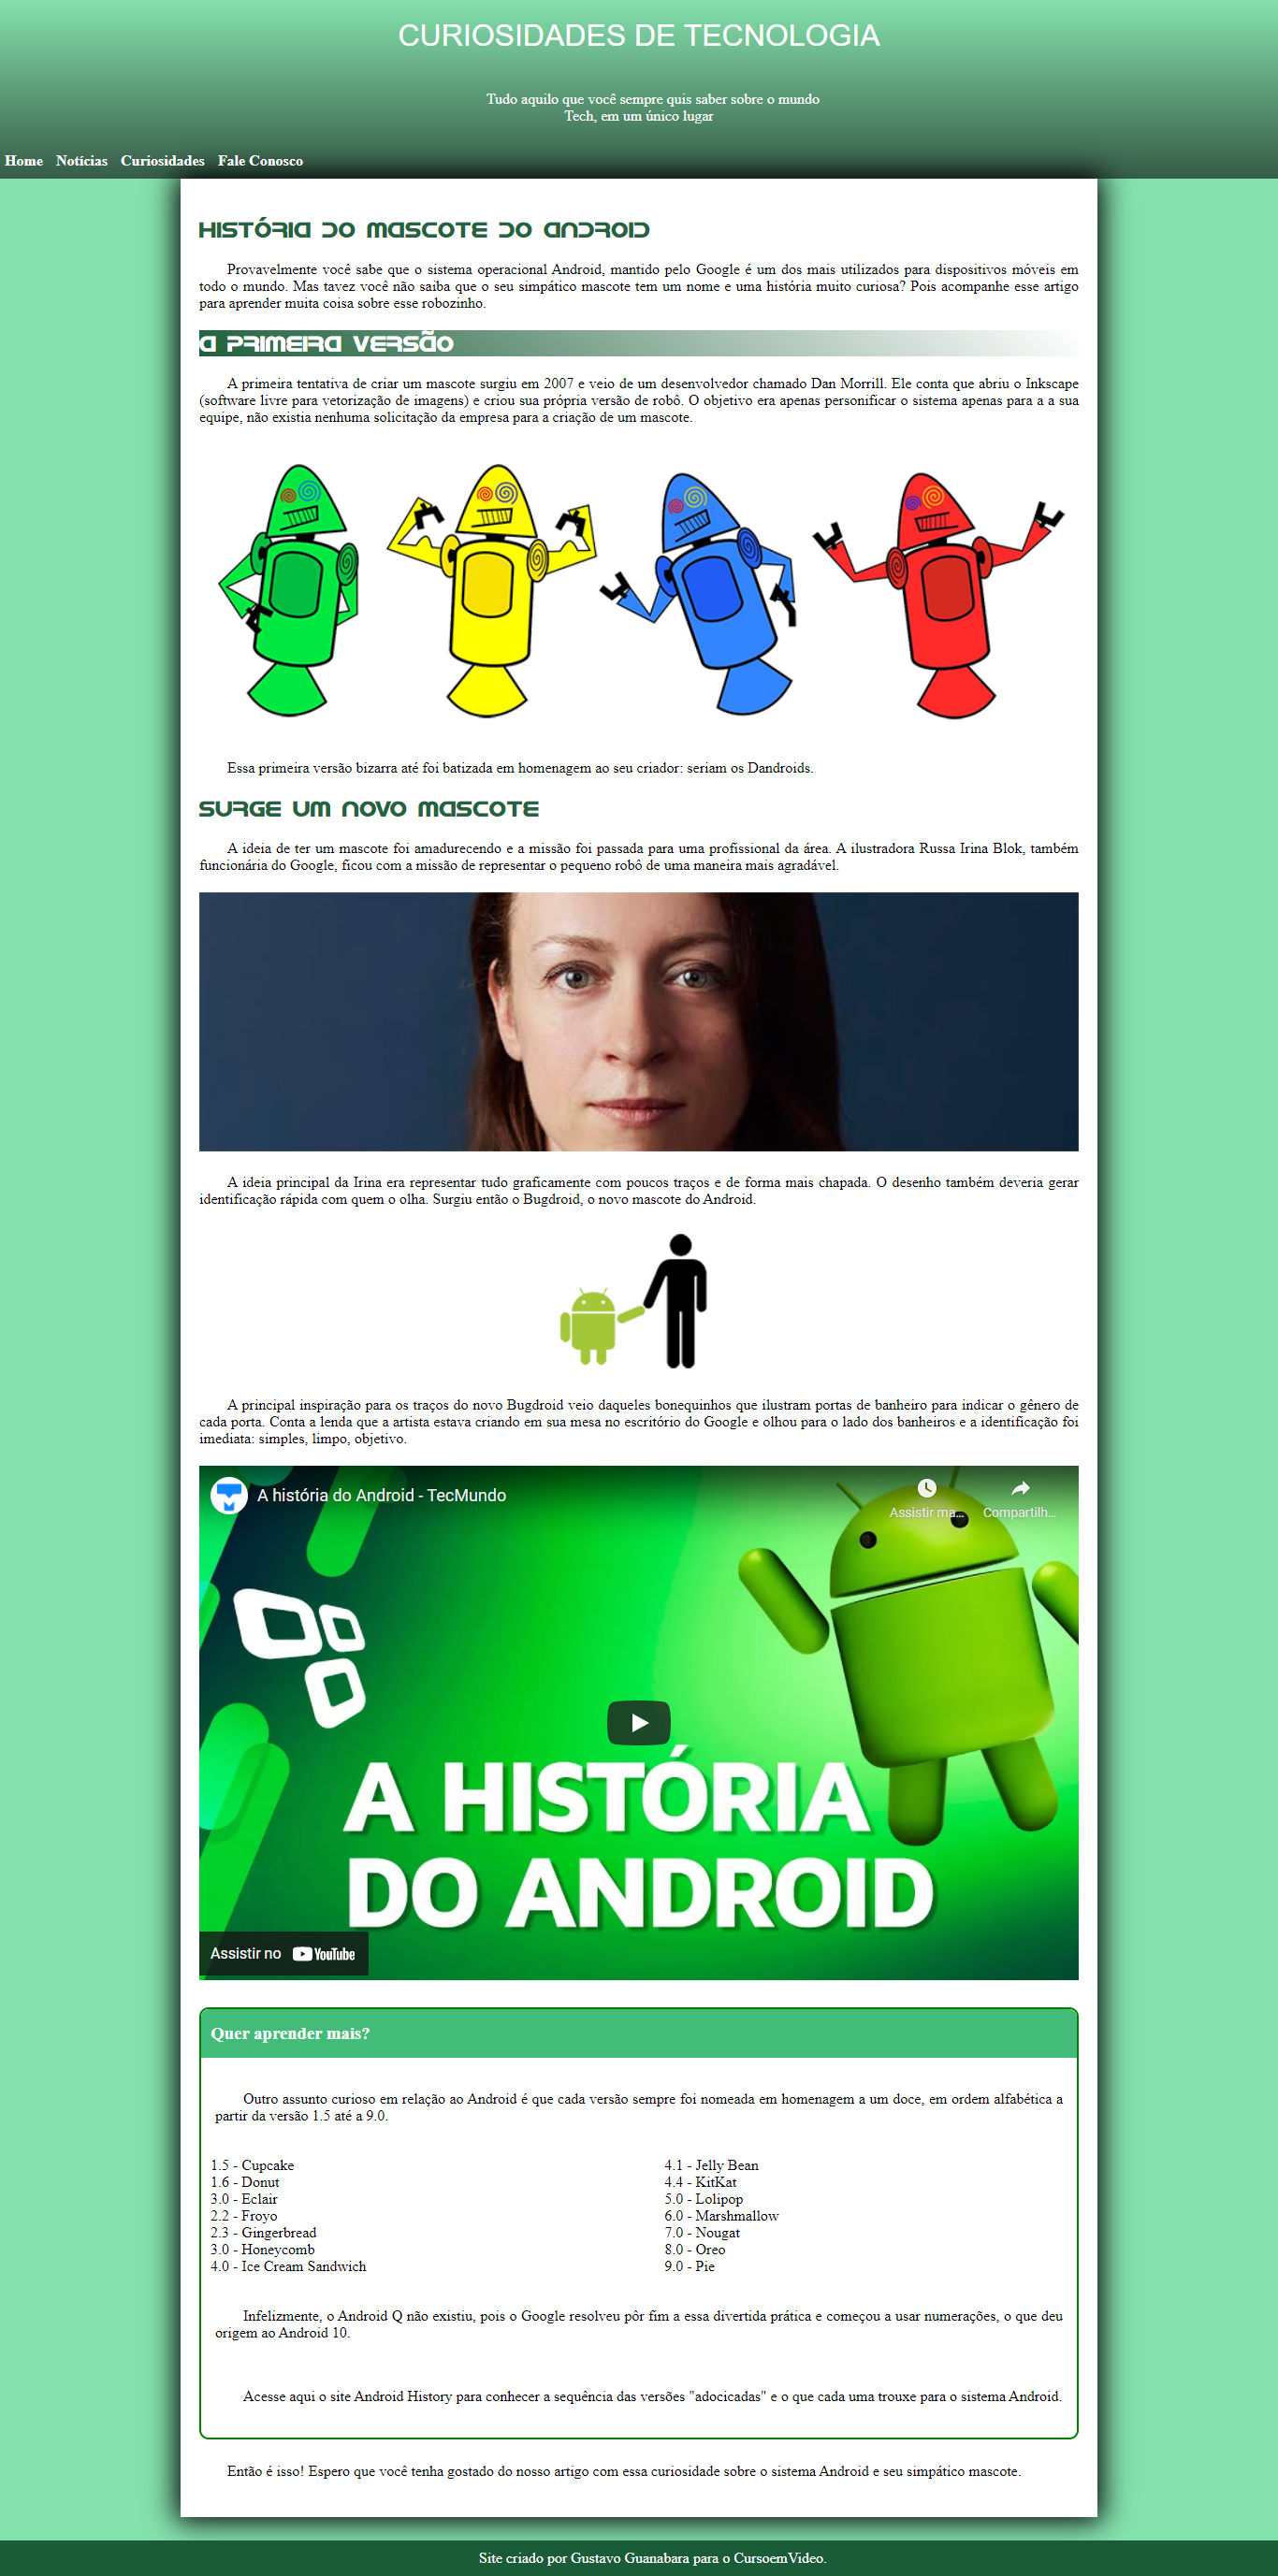 CURIOSIDADES DE TECNOLOGIA
Tudo aquilo que você sempre quis saber sobre o mundo
Tech, em um único lugar
Home Notícias Curiosidades Fale Conosco
HISTÓRIA DO MASCOTE DO ANDROID
Provavelmente você sabe que o sistema operacional Android, mantido pelo Google é um dos mais utilizados para dispositivos móveis em
todo o mundo. Mas tavez você não saiba que o seu simpático mascote tem um nome e uma história muito curiosa? Pois acompanhe esse artigo
para aprender muita coisa sobre esse robozinho.
A PRIMEIRA VERSÃO
A primeira tentativa de criar um mascote surgiu em 2007 e veio de um desenvolvedor chamado Dan Morrill. Ele conta que abriu o Inkscape
(software livre para vetorização de imagens) e criou sua própria versão de robô. O objetivo era apenas personificar o sistema apenas para a a sua
equipe, não existia nenhuma solicitação da empresa para a criação de um mascote.
Essa primeira versão bizarra até foi batizada em homenagem ao seu criador: seriam os Dandroids.
SURGE UM NOVO MASCOTE
A ideia de ter um mascote foi amadurecendo e a missão foi passada para uma profissional da área. A ilustradora Russa Irina Blok, também
funcionária do Google, ficou com a missão de representar o pequeno robô de uma maneira mais agradável.
A ideia principal da Irina era representar tudo graficamente com poucos traços e de forma mais chapada. O desenho também deveria gerar
identificação rápida com quem o olha. Surgiu então o Bugdroid, o novo mascote do Android.
A principal inspiração para os traços do novo Bugdroid veio daqueles bonequinhos que ilustram portas de banheiro para indicar o gênero de
cada porta. Conta a lenda que a artista estava criando em sua mesa no escritório do Google e olhou para o lado dos banheiros e a identificação foi
imediata: simples, limpo, objetivo.
A história do Android - TecMundo
Assistir ma... Compartilh...
A HISTÓRIA
DO ANDROID
Assistir no YouTube
Quer aprender mais?
Outro assunto curioso em relação ao Android é que cada versão sempre foi nomeada em homenagem a um doce, em ordem alfabética a
partir da versão 1.5 até a 9.0.
1.5 - Cupcake
1.6 - Donut
3.0 - Eclair
2.2 - Froyo
2.3 - Gingerbread
3.0 - Honeycomb
4.0 - Ice Cream Sandwich
4.1 - Jelly Bean
4.4 - KitKat
5.0 - Lolipop
6.0 - Marshmallow
7.0 - Nougat
8.0 - Oreo
9.0 - Pie
Infelizmente, o Android Q não existiu, pois o Google resolveu pôr fim a essa divertida prática e começou a usar numerações, o que deu
origem ao Android 10.
Acesse aqui o site Android History para conhecer a sequência das versões "adocicadas" e o que cada uma trouxe para o sistema Android.
Então é isso! Espero que você tenha gostado do nosso artigo com essa curiosidade sobre o sistema Android e seu simpático mascote.
Site criado por Gustavo Guanabara para o CursoemVideo.